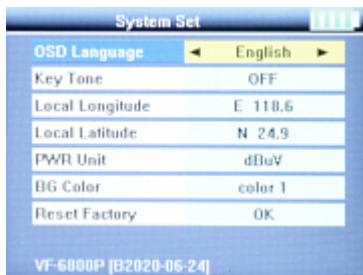 System Set
OSD Language ◄ English ►
Key Tone OFF
Local Longitude E 118.6
Local Latitude N 24.9
PWR Unit dBuV
BG Color color 1
Reset Factory OK
VF-6800P [B2020-06-24]